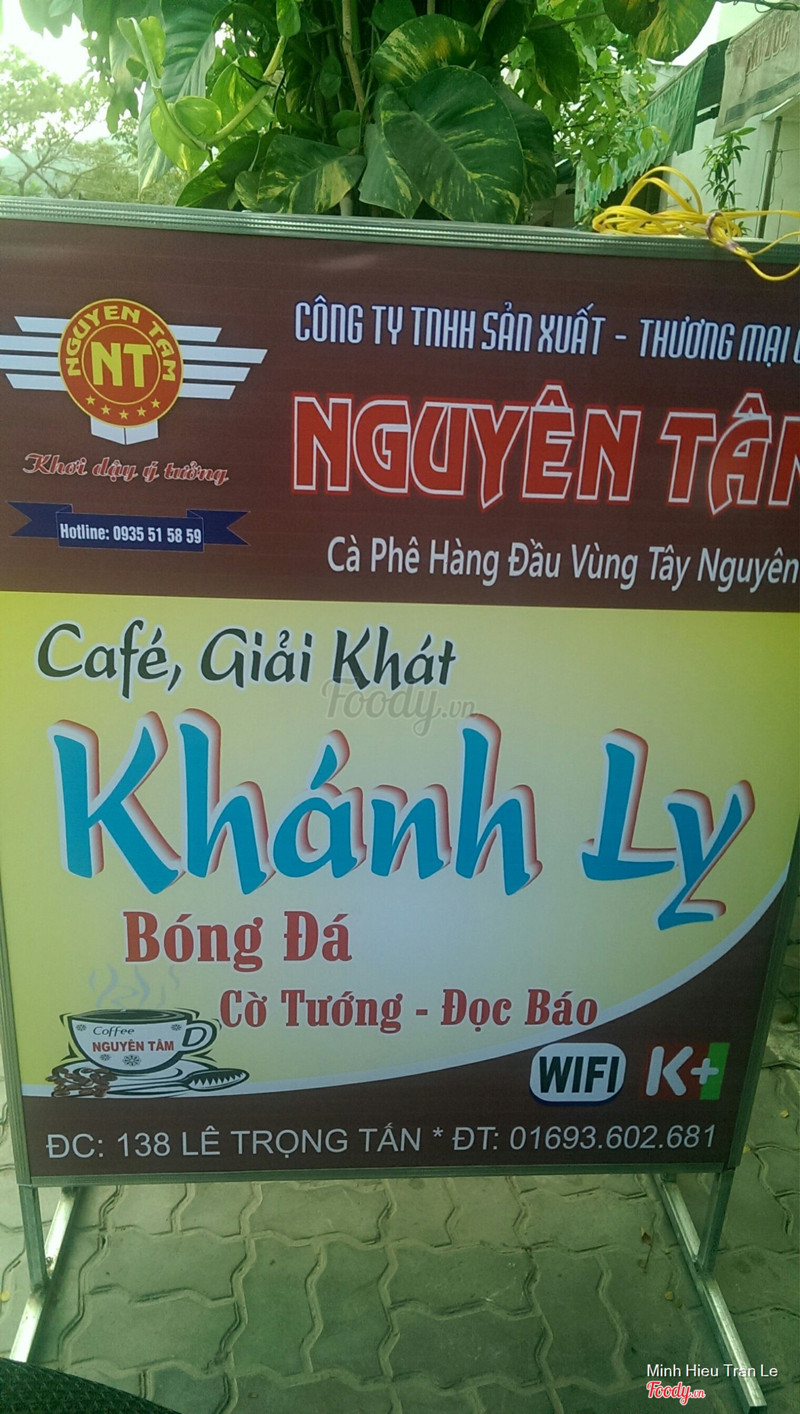 NGUYEN TAM
NT
Khơi dậy ý tưởng
Hotline: 0935 51 58 59
CÔNG TY TNHH SẢN XUẤT - THƯƠNG MẠI
NGUYÊN TÂM
Cà Phê Hàng Đầu Vùng Tây Nguyên
Café, Giải Khát
Foody.vn
Khánh Ly
Bóng Đá
Cờ Tướng - Đọc Báo
Coffee
NGUYÊN TÂM
WIFI K+
ĐC: 138 LÊ TRỌNG TẤN * ĐT: 01693.602.681
Minh Hieu Tran Le
Foody.vn